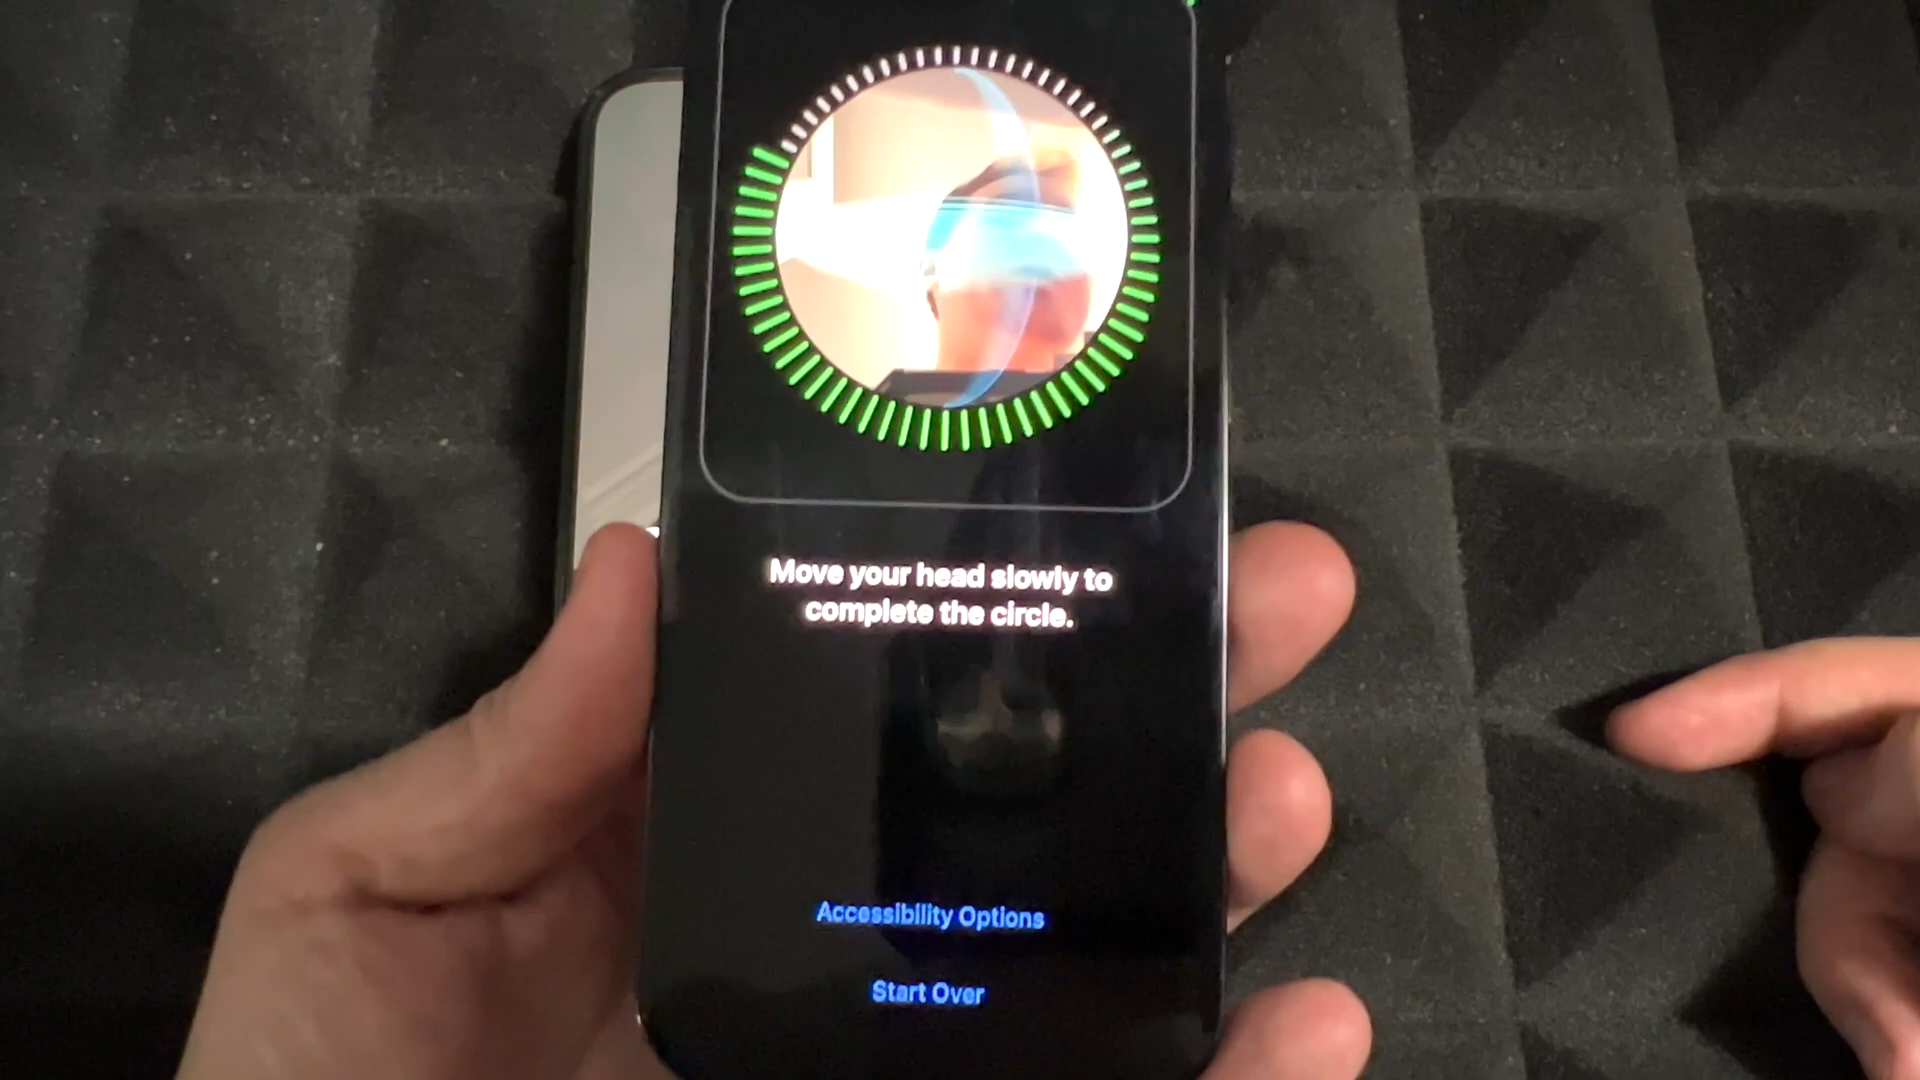 Move your head slowly to
complete the circle.
Accessibility Options
Start Over